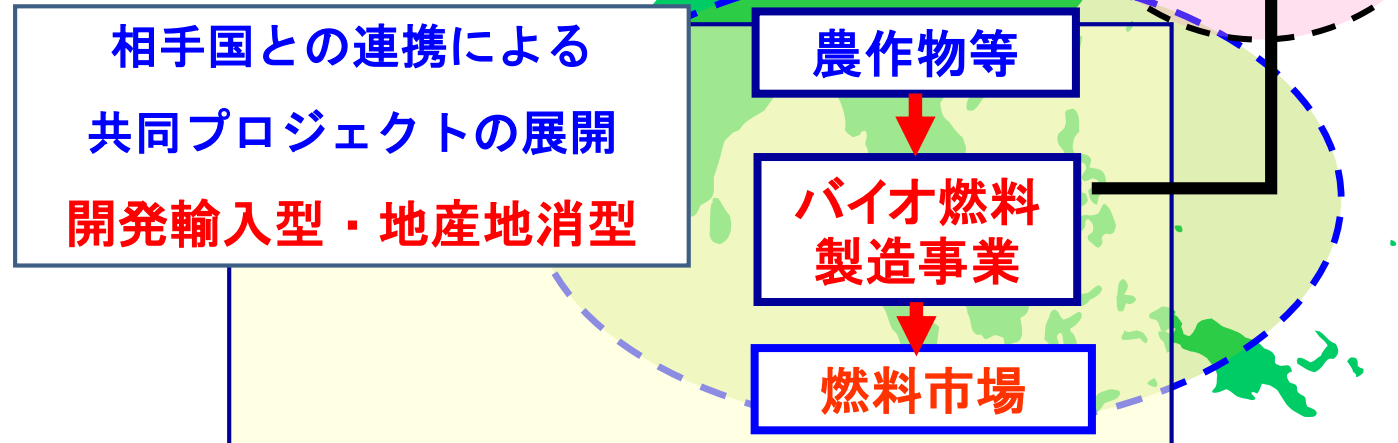 相手国との連携による
共同プロジェクトの展開
開発輸入型・地産地消型
農作物等
バイオ燃料
製造事業
燃料市場